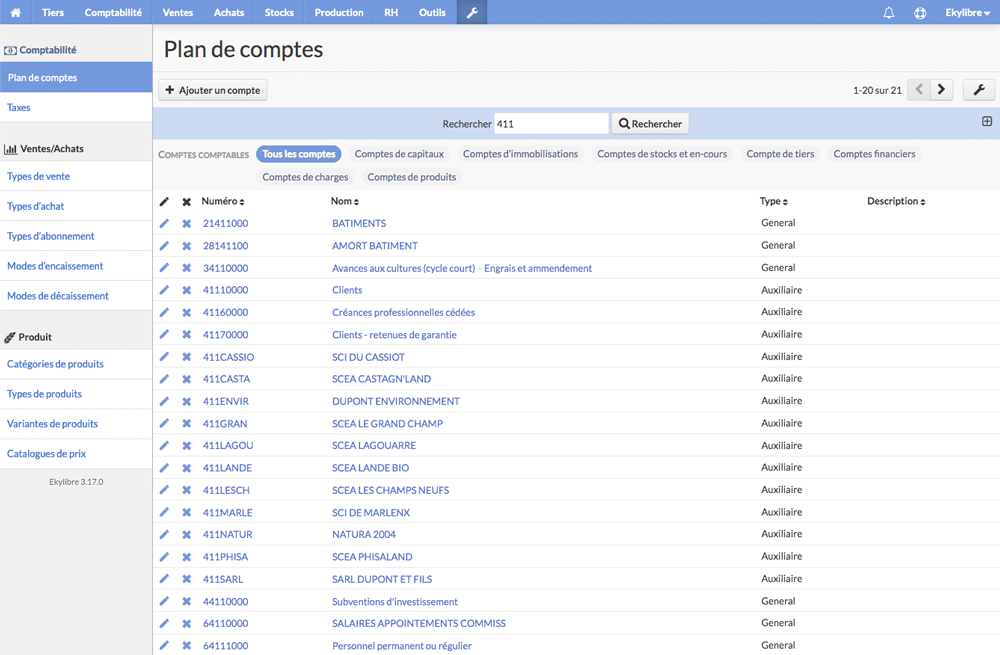 Tiers Comptabilité Ventes Achats Stocks Production RH Outils Ekylibre
Comptabilité
Plan de comptes
Taxes
Ventes/Achats
Types de vente
Types d'achat
Types d'abonnement
Modes d'encaissement
Modes de décaissement
Produit
Catégories de produits
Types de produits
Variantes de produits
Catalogues de prix
Ekylibre 3.17.0
Plan de comptes
Ajouter un compte 1-20 sur 21
Rechercher 411 Rechercher
COMPTES COMPTABLES Tous les comptes Comptes de capitaux Comptes d'immobilisations Comptes de stocks et en-cours Compte de tiers Comptes financiers
Comptes de charges Comptes de produits
Numéro Nom Type Description
21411000 BATIMENTS General
28141100 AMORT BATIMENT General
34110000 Avances aux cultures (cycle court) - Engrais et ammendement General
41110000 Clients Auxiliaire
41160000 Créances professionnelles cédées Auxiliaire
41170000 Clients - retenues de garantie Auxiliaire
411CASSIO SCI DU CASSIOT Auxiliaire
411CASTA SCEA CASTAGN'LAND Auxiliaire
411ENVIR DUPONT ENVIRONNEMENT Auxiliaire
411GRAN SCEA LE GRAND CHAMP Auxiliaire
411LAGOU SCEA LAGOUARRE Auxiliaire
411LANDE SCEA LANDE BIO Auxiliaire
411LESCH SCEA LES CHAMPS NEUFS Auxiliaire
411MARLE SCI DE MARLENX Auxiliaire
411NATUR NATURA 2004 Auxiliaire
411PHISA SCEA PHISALAND Auxiliaire
411SARL SARL DUPONT ET FILS Auxiliaire
44110000 Subventions d'investissement General
64110000 SALAIRES APPOINTEMENTS COMMISS General
64111000 Personnel permanent ou régulier General